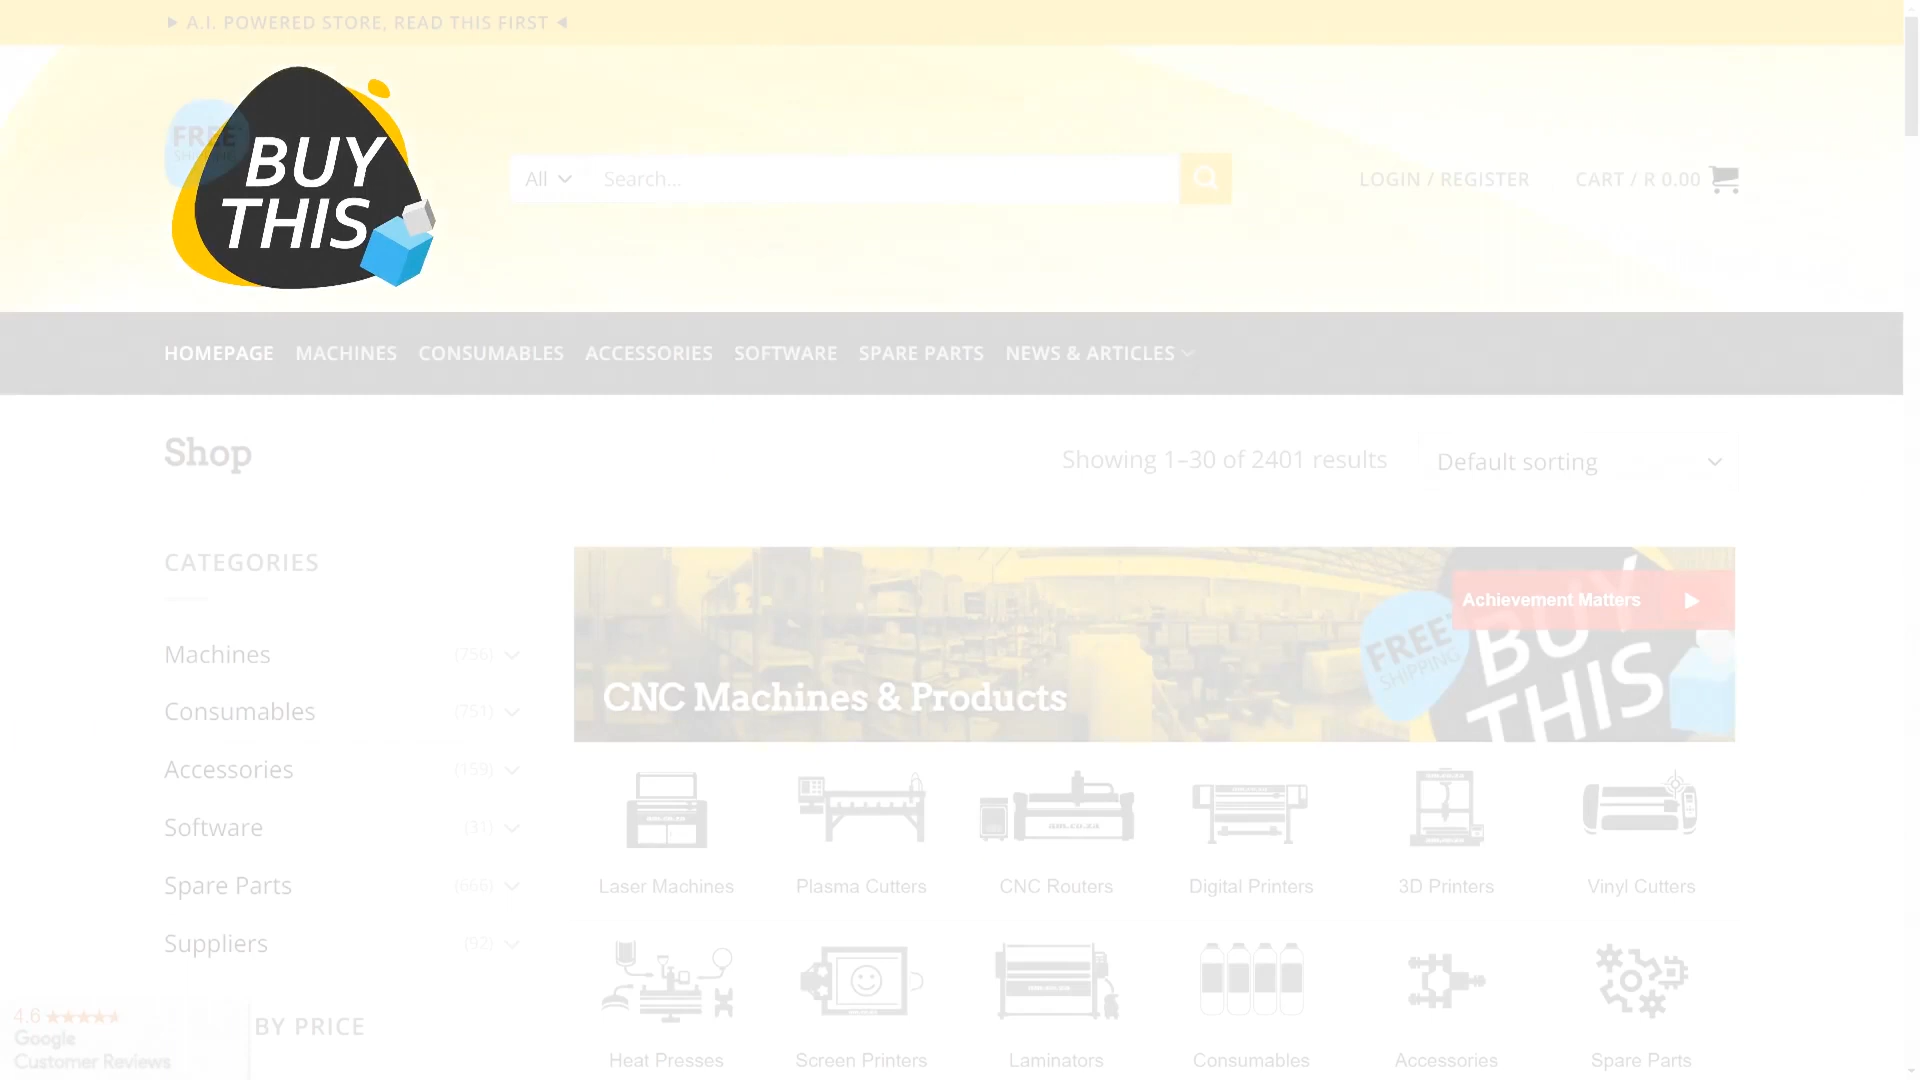 A.I. POWERED STORE, READ THIS FIRST
FREE
SHIPPING
BUY
THIS
All
Search...
LOGIN / REGISTER
CART / R 0.00
HOMEPAGE
MACHINES
CONSUMABLES
ACCESSORIES
SOFTWARE
SPARE PARTS
NEWS & ARTICLES
Shop
Showing 1–30 of 2401 results
Default sorting
CATEGORIES
Machines (756)
Consumables (751)
Accessories (159)
Software (31)
Spare Parts (666)
Suppliers (92)
BY PRICE
4.6
Google
Customer Reviews
Achievement Matters
FREE
SHIPPING
BUY
THIS
CNC Machines & Products
Laser Machines
Plasma Cutters
CNC Routers
Digital Printers
3D Printers
Vinyl Cutters
Heat Presses
Screen Printers
Laminators
Consumables
Accessories
Spare Parts